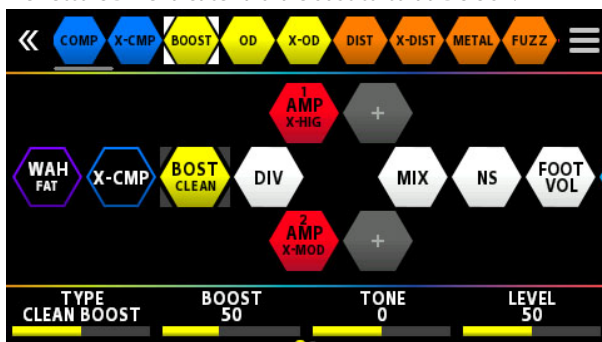 COMP X-CMP BOOST OD X-OD DIST X-DIST METAL FUZZ
1
AMP
X-HIG
+
WAH
FAT
X-CMP
BOST
CLEAN
DIV
MIX
NS
FOOT
VOL
2
AMP
X-MOD
+
TYPE
CLEAN BOOST
BOOST
50
TONE
0
LEVEL
50